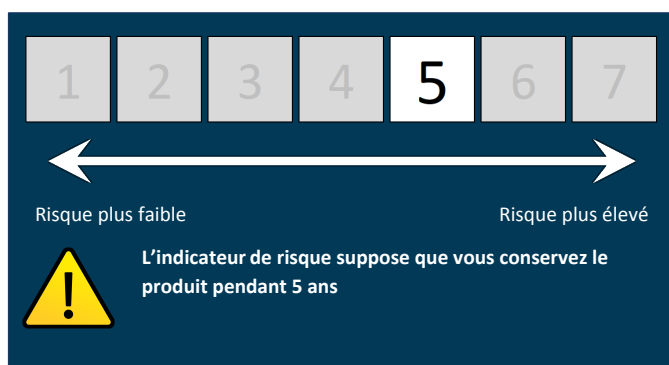 1 2 3 4 5 6 7
Risque plus faible Risque plus élevé
L’indicateur de risque suppose que vous conservez le
produit pendant 5 ans